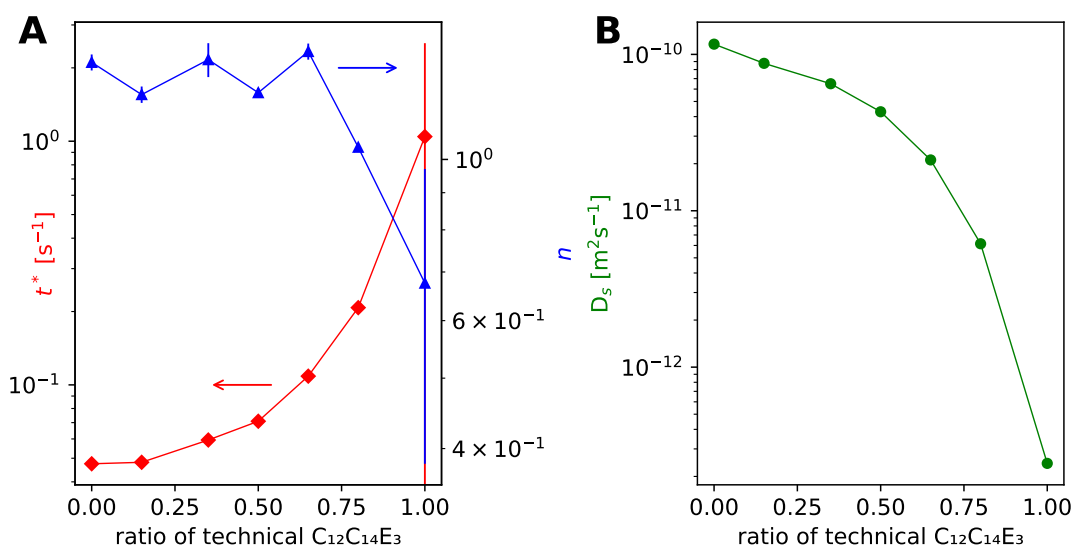 A
10⁰
10⁻¹
t* [s⁻¹]
10⁰
6 × 10⁻¹
4 × 10⁻¹
n
0.00 0.25 0.50 0.75 1.00
ratio of technical C₁₂C₁₄E₃
B
10⁻¹⁰
10⁻¹¹
10⁻¹²
Dₛ [m²s⁻¹]
0.00 0.25 0.50 0.75 1.00
ratio of technical C₁₂C₁₄E₃